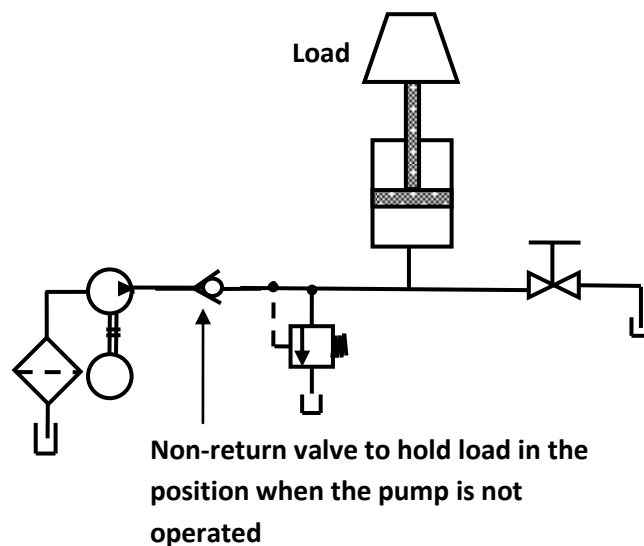 Load
Non-return valve to hold load in the
position when the pump is not
operated